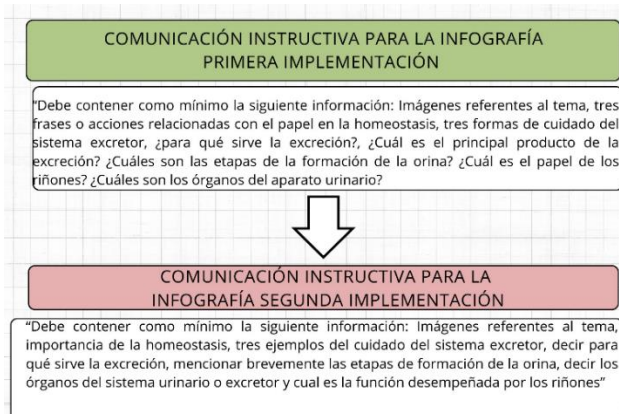 COMUNICACIÓN INSTRUCTIVA PARA LA INFOGRAFÍA
PRIMERA IMPLEMENTACIÓN
"Debe contener como mínimo la siguiente información: Imágenes referentes al tema, tres
frases o acciones relacionadas con el papel en la homeostasis, tres formas de cuidado del
sistema excretor, ¿para qué sirve la excreción?, ¿Cuál es el principal producto de la
excreción? ¿Cuáles son las etapas de la formación de la orina? ¿Cuál es el papel de los
riñones? ¿Cuáles son los órganos del aparato urinario?
COMUNICACIÓN INSTRUCTIVA PARA LA
INFOGRAFÍA SEGUNDA IMPLEMENTACIÓN
"Debe contener como mínimo la siguiente información: Imágenes referentes al tema,
importancia de la homeostasis, tres ejemplos del cuidado del sistema excretor, decir para
qué sirve la excreción, mencionar brevemente las etapas de formación de la orina, decir los
órganos del sistema urinario o excretor y cual es la función desempeñada por los riñones"